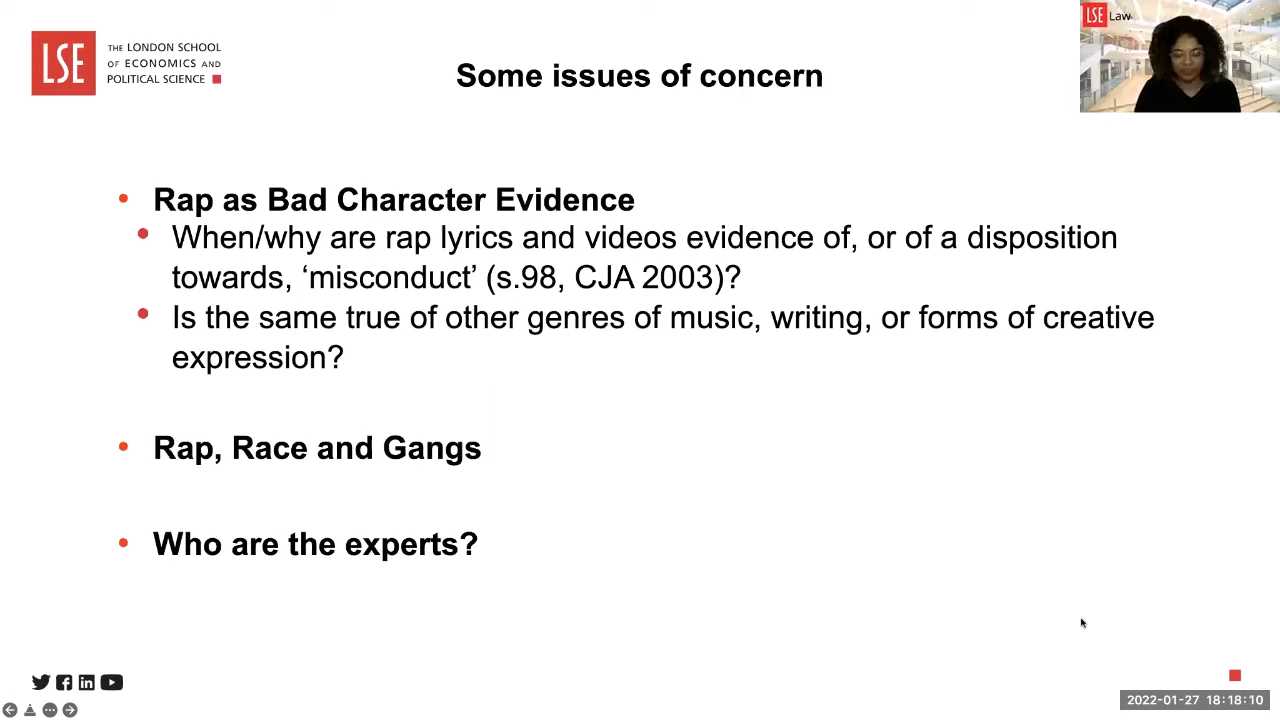 LSE
THE LONDON SCHOOL
OF ECONOMICS AND
POLITICAL SCIENCE
Some issues of concern
LSE Law
• Rap as Bad Character Evidence
• When/why are rap lyrics and videos evidence of, or of a disposition
towards, ‘misconduct’ (s.98, CJA 2003)?
• Is the same true of other genres of music, writing, or forms of creative
expression?
• Rap, Race and Gangs
• Who are the experts?
2022-01-27 18:18:10